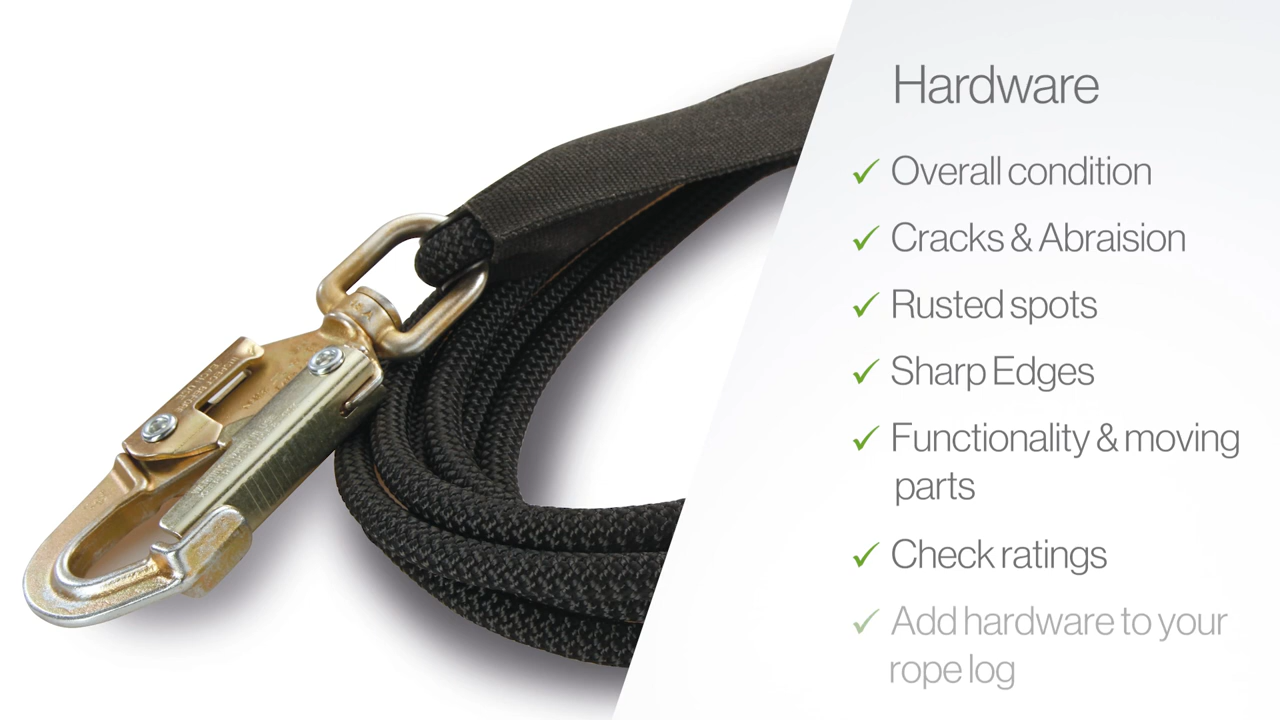 Hardware
✓ Overall condition
✓ Cracks & Abraision
✓ Rusted spots
✓ Sharp Edges
✓ Functionality & moving
parts
✓ Check ratings
✓ Add hardware to your
rope log